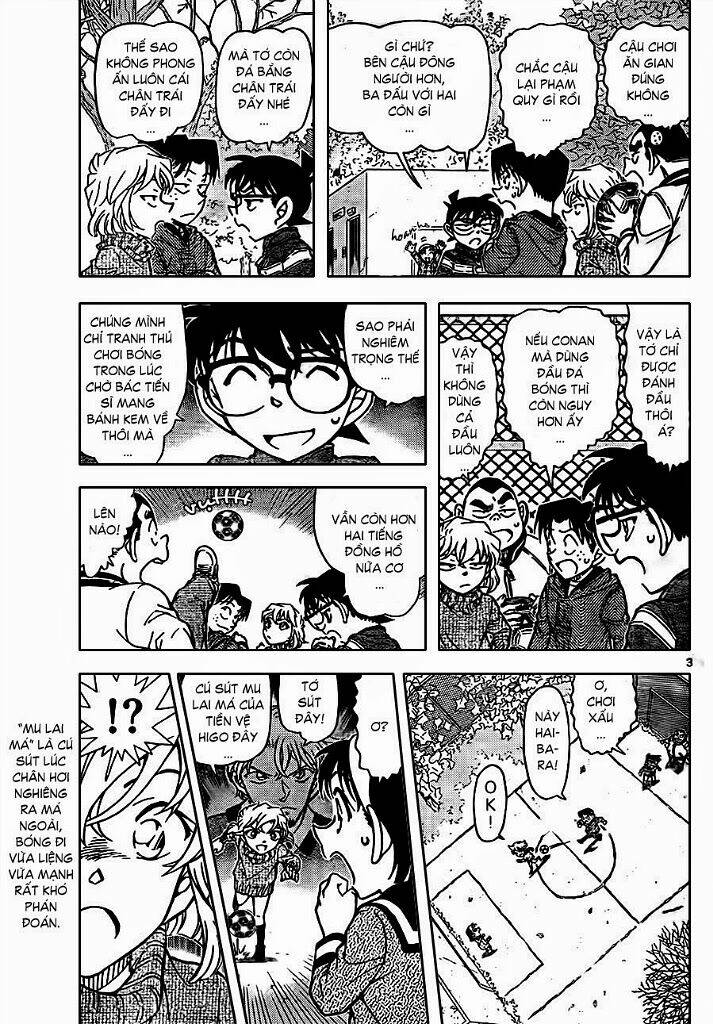 CẬU CHƠI
ĂN GIAN
ĐÚNG
KHÔNG
...
CHẮC CẬU
LẠI PHẠM
QUY GÌ RỒI
...
GÌ CHỨ?
BÊN CẬU ĐÔNG
NGƯỜI HƠN,
BA ĐẤU VỚI HAI
CÒN GÌ
...
MÀ TỚ CÒN
ĐÁ BẰNG
CHÂN TRÁI
ĐẤY NHÉ
...
THẾ SAO
KHÔNG PHONG
ẤN LUÔN CÁI
CHÂN TRÁI
ĐẤY ĐI
...
VẬY LÀ
TỚ CHỈ
ĐƯỢC
ĐÁNH
ĐẦU
THÔI
Á?
NẾU CONAN
MÀ DÙNG
ĐẦU ĐÁ
BÓNG THÌ
CÒN NGUY
HƠN ẤY
...
VẬY
THÌ
KHÔNG
DÙNG
CẢ
ĐẦU
LUÔN
...
SAO PHẢI
NGHIÊM
TRỌNG THẾ
...
CHÚNG MÌNH
CHỈ TRANH THỦ
CHƠI BÓNG
TRONG LÚC
CHỜ BÁC TIẾN
SĨ MANG
BÁNH KEM VỀ
THÔI MÀ
...
VẪN CÒN HƠN
HAI TIẾNG
ĐỒNG HỒ
NỮA CƠ
...
LÊN
NÀO!
3
Ơ,
CHƠI
XẤU
...
NÀY
HAI-
BA-
RA!
OK!
Ơ?
TỚ
SÚT
ĐÂY!
CÚ SÚT MU
LAI MÁ CỦA
TIỀN VỆ
HIGO ĐÂY
...
!?
"MU LAI
MÁ" LÀ CÚ
SÚT LÚC
CHÂN HƠI
NGHIÊNG
RA MÁ
NGOÀI,
BÓNG ĐI
VỪA LIỆNG
VỪA MẠNH
RẤT KHÓ
PHÁN
ĐOÁN.